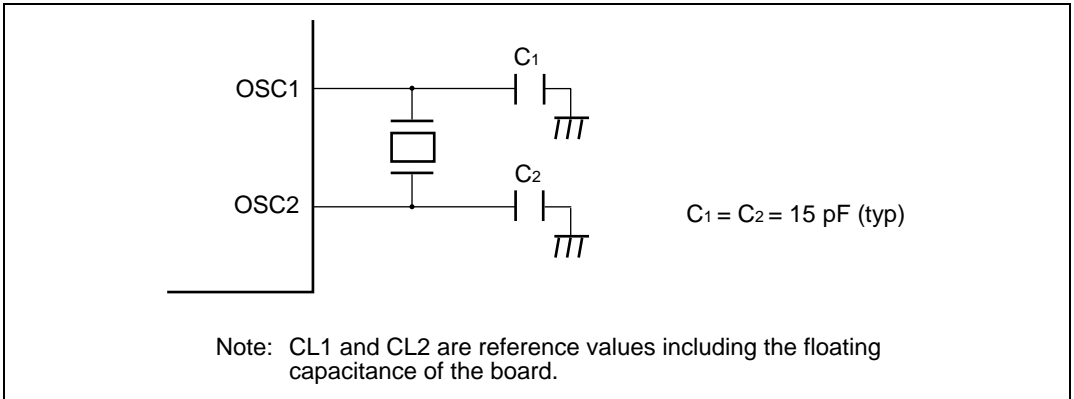 C1
OSC1
C2
OSC2
C1 = C2 = 15 pF (typ)
Note: CL1 and CL2 are reference values including the floating
capacitance of the board.